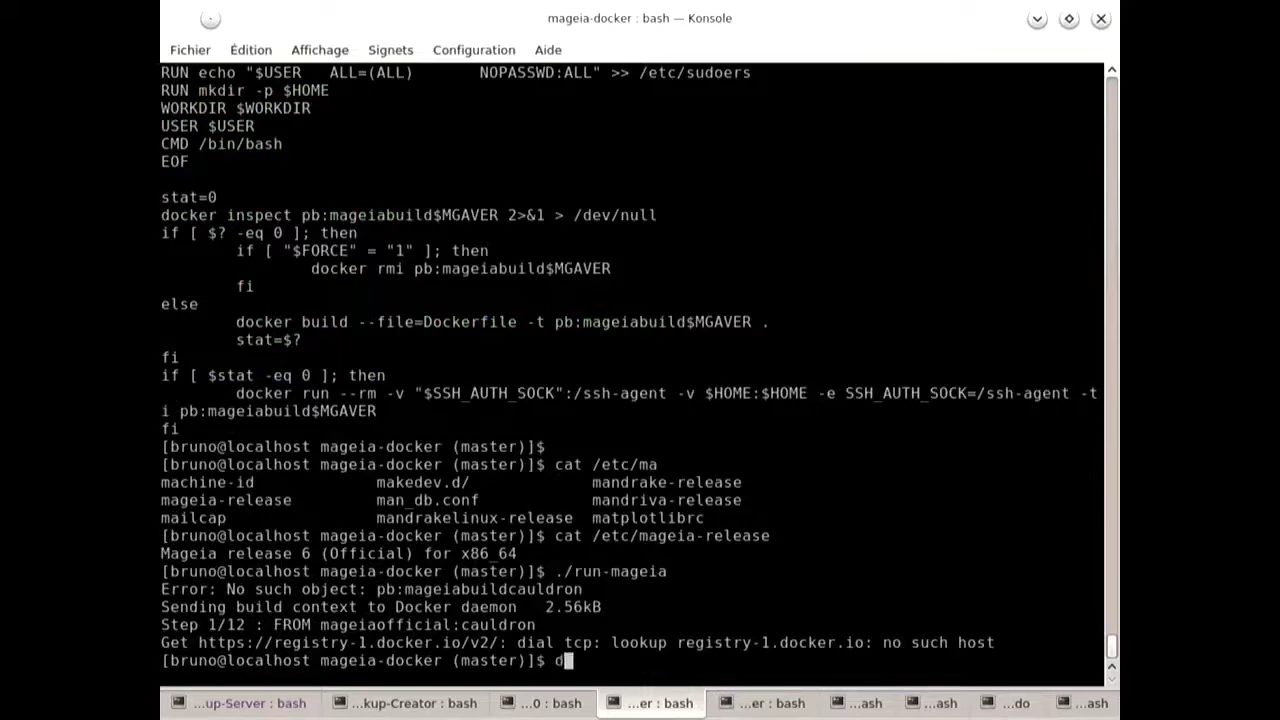 mageia-docker : bash — Konsole
Fichier Édition Affichage Signets Configuration Aide
RUN echo "$USER   ALL=(ALL)       NOPASSWD:ALL" >> /etc/sudoers
RUN mkdir -p $HOME
WORKDIR $WORKDIR
USER $USER
CMD /bin/bash
EOF
stat=0
docker inspect pb:mageiabuild$MGAVER 2>&1 > /dev/null
if [ $? -eq 0 ]; then
        if [ "$FORCE" = "1" ]; then
                docker rmi pb:mageiabuild$MGAVER
        fi
else
        docker build --file=Dockerfile -t pb:mageiabuild$MGAVER .
        stat=$?
fi
if [ $stat -eq 0 ]; then
        docker run --rm -v "$SSH_AUTH_SOCK":/ssh-agent -v $HOME:$HOME -e SSH_AUTH_SOCK=/ssh-agent -t
i pb:mageiabuild$MGAVER
fi
[bruno@localhost mageia-docker (master)]$
[bruno@localhost mageia-docker (master)]$ cat /etc/ma
machine-id             makedev.d/             mandrake-release
mageia-release         man_db.conf            mandriva-release
mailcap                mandrakelinux-release  matplotlibrc
[bruno@localhost mageia-docker (master)]$ cat /etc/mageia-release
Mageia release 6 (Official) for x86_64
[bruno@localhost mageia-docker (master)]$ ./run-mageia
Error: No such object: pb:mageiabuildcauldron
Sending build context to Docker daemon   2.56kB
Step 1/12 : FROM mageiaofficial:cauldron
Get https://registry-1.docker.io/v2/: dial tcp: lookup registry-1.docker.io: no such host
[bruno@localhost mageia-docker (master)]$ d
...up-Server : bash ...kup-Creator : bash ...0 : bash ...er : bash ...er : bash ...ash ...ash ...do ...ash